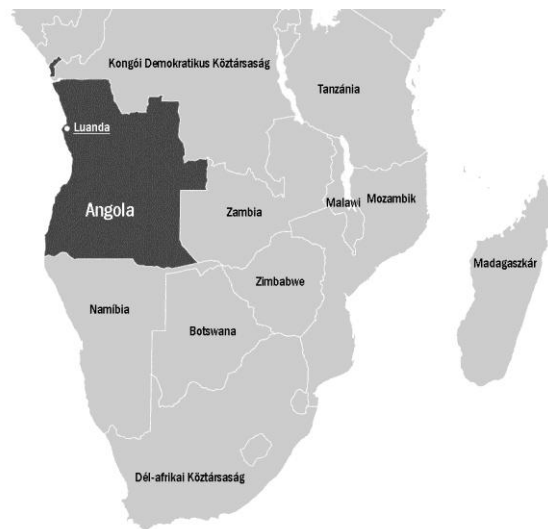 Kongói Demokratikus Köztársaság
Tanzánia
Luanda
Angola
Zambia
Malawi
Mozambik
Madagaszkár
Zimbabwe
Namíbia
Botswana
Dél-afrikai Köztársaság